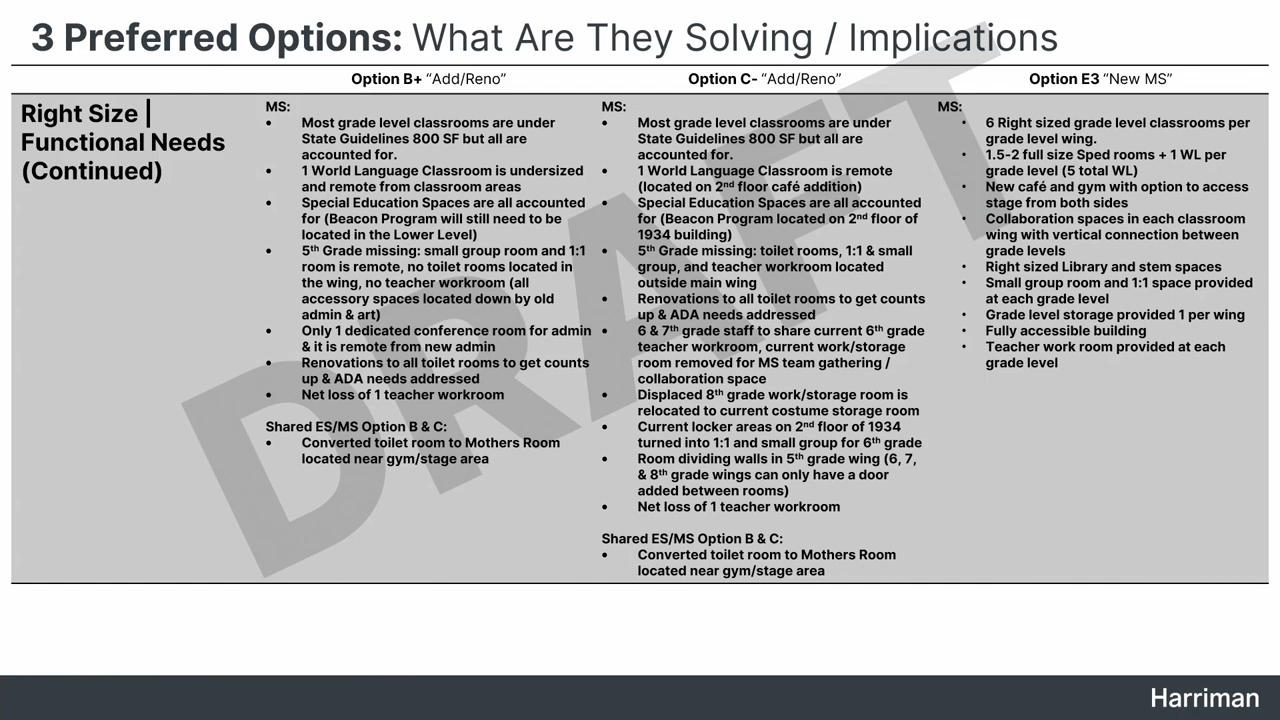 3 Preferred Options: What Are They Solving / Implications
Option B+ “Add/Reno”
Option C- “Add/Reno”
Option E3 “New MS”
Right Size |
Functional Needs
(Continued)
MS:
• Most grade level classrooms are under
State Guidelines 800 SF but all are
accounted for.
• 1 World Language Classroom is undersized
and remote from classroom areas
• Special Education Spaces are all accounted
for (Beacon Program will still need to be
located in the Lower Level)
• 5th Grade missing: small group room and 1:1
room is remote, no toilet rooms located in
the wing, no teacher workroom (all
accessory spaces located down by old
admin & art)
• Only 1 dedicated conference room for admin
& it is remote from new admin
• Renovations to all toilet rooms to get counts
up & ADA needs addressed
• Net loss of 1 teacher workroom
Shared ES/MS Option B & C:
• Converted toilet room to Mothers Room
located near gym/stage area
MS:
• Most grade level classrooms are under
State Guidelines 800 SF but all are
accounted for.
• 1 World Language Classroom is remote
(located on 2nd floor café addition)
• Special Education Spaces are all accounted
for (Beacon Program located on 2nd floor of
1934 building)
• 5th Grade missing: toilet rooms, 1:1 & small
group, and teacher workroom located
outside main wing
• Renovations to all toilet rooms to get counts
up & ADA needs addressed
• 6 & 7th grade staff to share current 6th grade
teacher workroom, current work/storage
room removed for MS team gathering /
collaboration space
• Displaced 8th grade work/storage room is
relocated to current costume storage room
• Current locker areas on 2nd floor of 1934
turned into 1:1 and small group for 6th grade
• Room dividing walls in 5th grade wing (6, 7,
& 8th grade wings can only have a door
added between rooms)
• Net loss of 1 teacher workroom
Shared ES/MS Option B & C:
• Converted toilet room to Mothers Room
located near gym/stage area
MS:
• 6 Right sized grade level classrooms per
grade level wing.
• 1.5-2 full size Sped rooms + 1 WL per
grade level (5 total WL)
• New café and gym with option to access
stage from both sides
• Collaboration spaces in each classroom
wing with vertical connection between
grade levels
• Right sized Library and stem spaces
• Small group room and 1:1 space provided
at each grade level
• Grade level storage provided 1 per wing
• Fully accessible building
• Teacher work room provided at each
grade level
DRAFT
Harriman